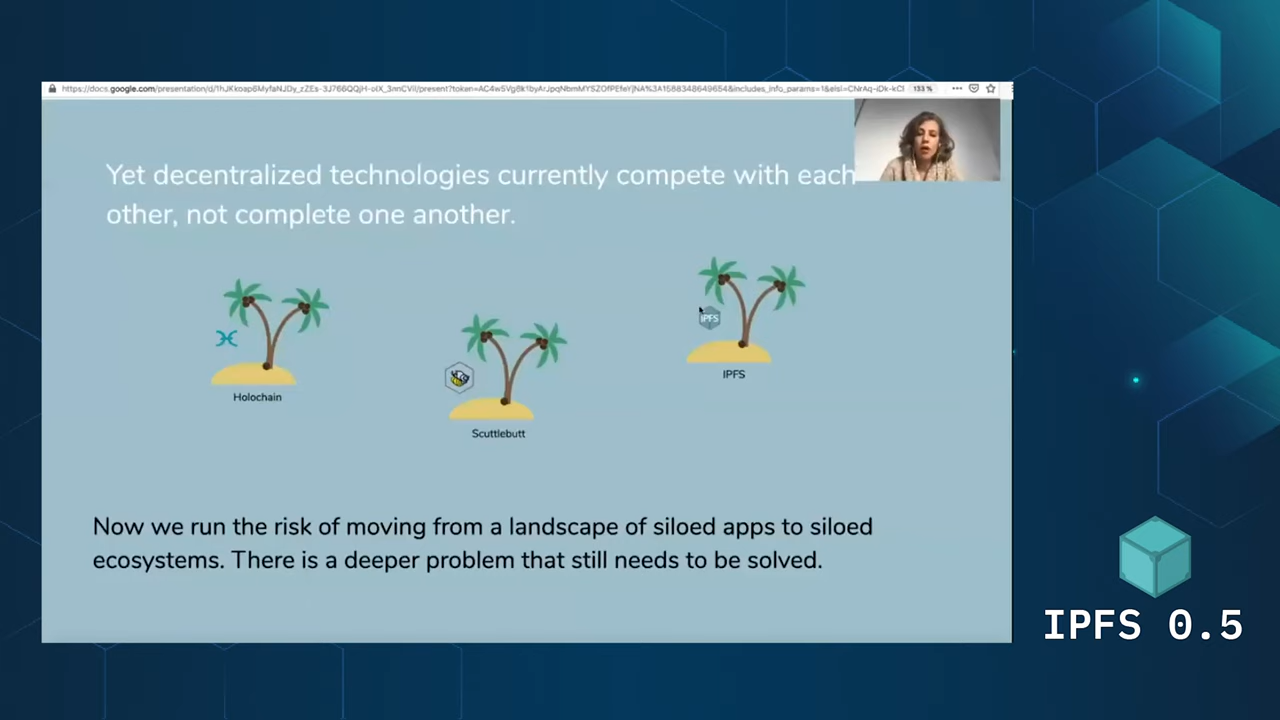 Yet decentralized technologies currently compete with each
other, not complete one another.
IPFS
IPFS
Holochain
Scuttlebutt
Now we run the risk of moving from a landscape of siloed apps to siloed
ecosystems. There is a deeper problem that still needs to be solved.
133 %
IPFS 0.5